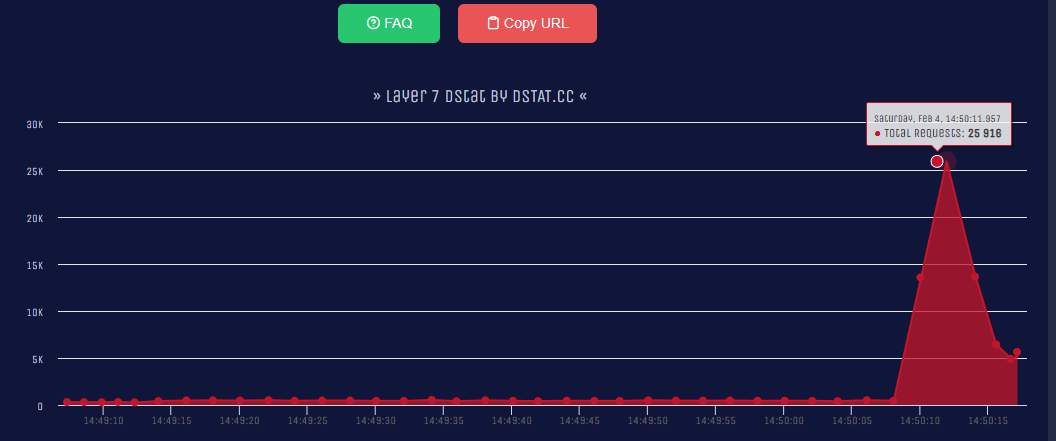 FAQ
Copy URL
» Layer 7 DSTAT BY DSTAT.CC «
Saturday, Feb 4, 14:50:11.957
Total Requests: 25 916
30K
25K
20K
15K
10K
5K
0
14:49:10 14:49:15 14:49:20 14:49:25 14:49:30 14:49:35 14:49:40 14:49:45 14:49:50 14:49:55 14:50:00 14:50:05 14:50:10 14:50:15